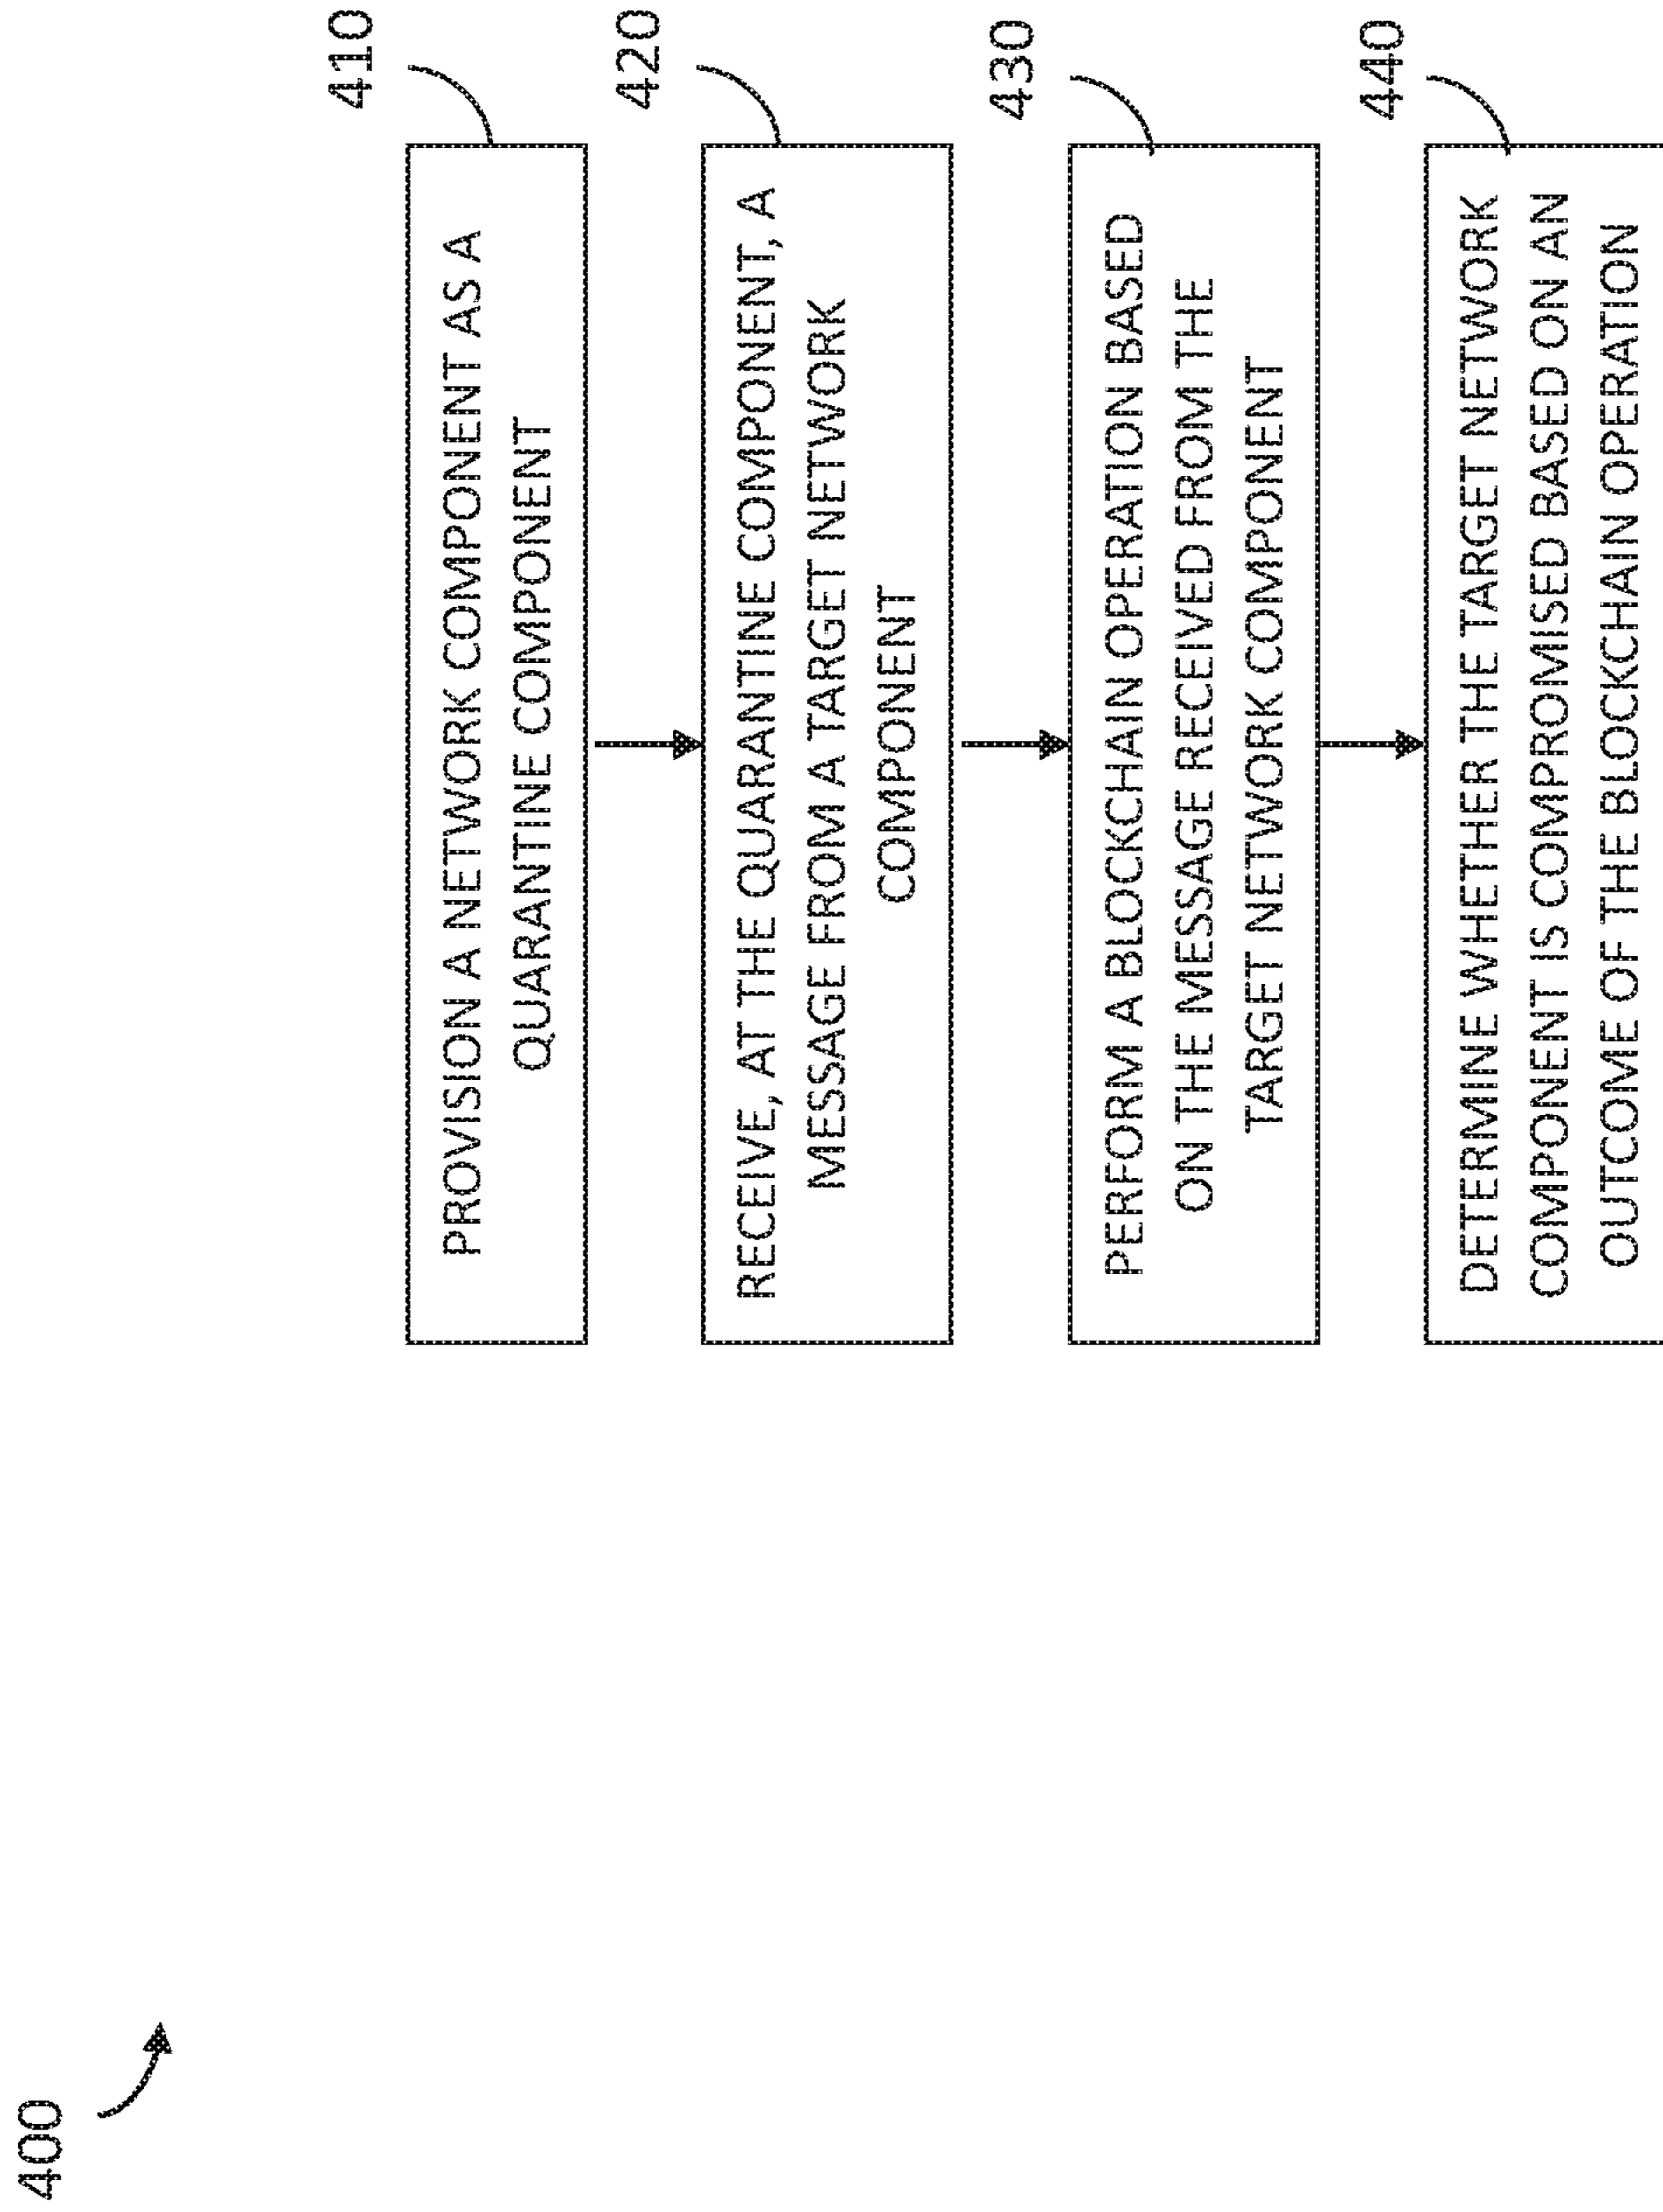 400
410
PROVISION A NETWORK COMPONENT AS A
QUARANTINE COMPONENT
420
RECEIVE, AT THE QUARANTINE COMPONENT, A
MESSAGE FROM A TARGET NETWORK
COMPONENT
430
PERFORM A BLOCKCHAIN OPERATION BASED
ON THE MESSAGE RECEIVED FROM THE
TARGET NETWORK COMPONENT
440
DETERMINE WHETHER THE TARGET NETWORK
COMPONENT IS COMPROMISED BASED ON AN
OUTCOME OF THE BLOCKCHAIN OPERATION